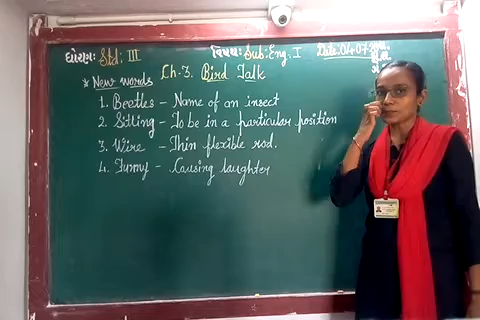 ધોરણ: Std: III વિષય: Sub: Eng. I Date: 04-07-
Ch-3. Bird Talk
* New words
1. Beetles - Name of an insect
2. Sitting - To be in a particular position
3. Wire - Thin flexible rod.
4. Funny - Causing laughter